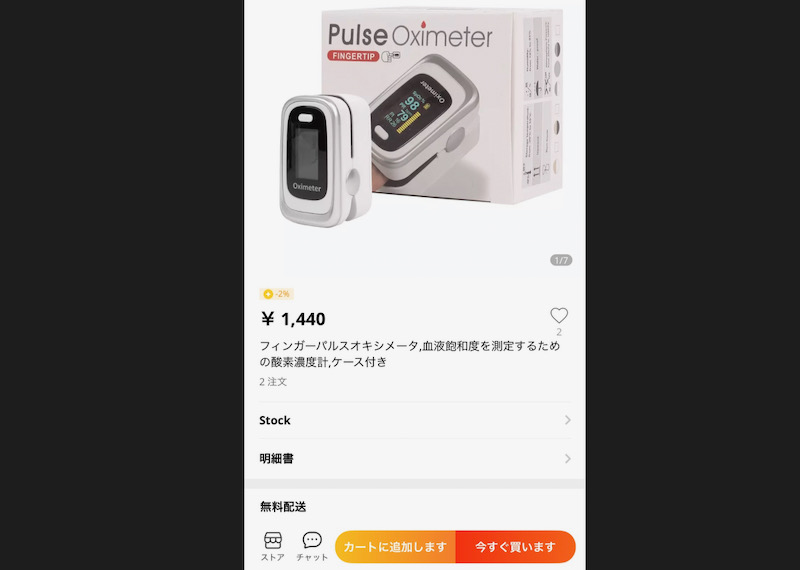 Pulse Oximeter
FINGERTIP
Oximeter
98
79
Oximeter
1/7
-2%
¥ 1,440
2
フィンガーパルスオキシメータ,血液飽和度を測定するため
の酸素濃度計,ケース付き
2 注文
Stock
明細書
無料配送
ストア
チャット
カートに追加します
今すぐ買います